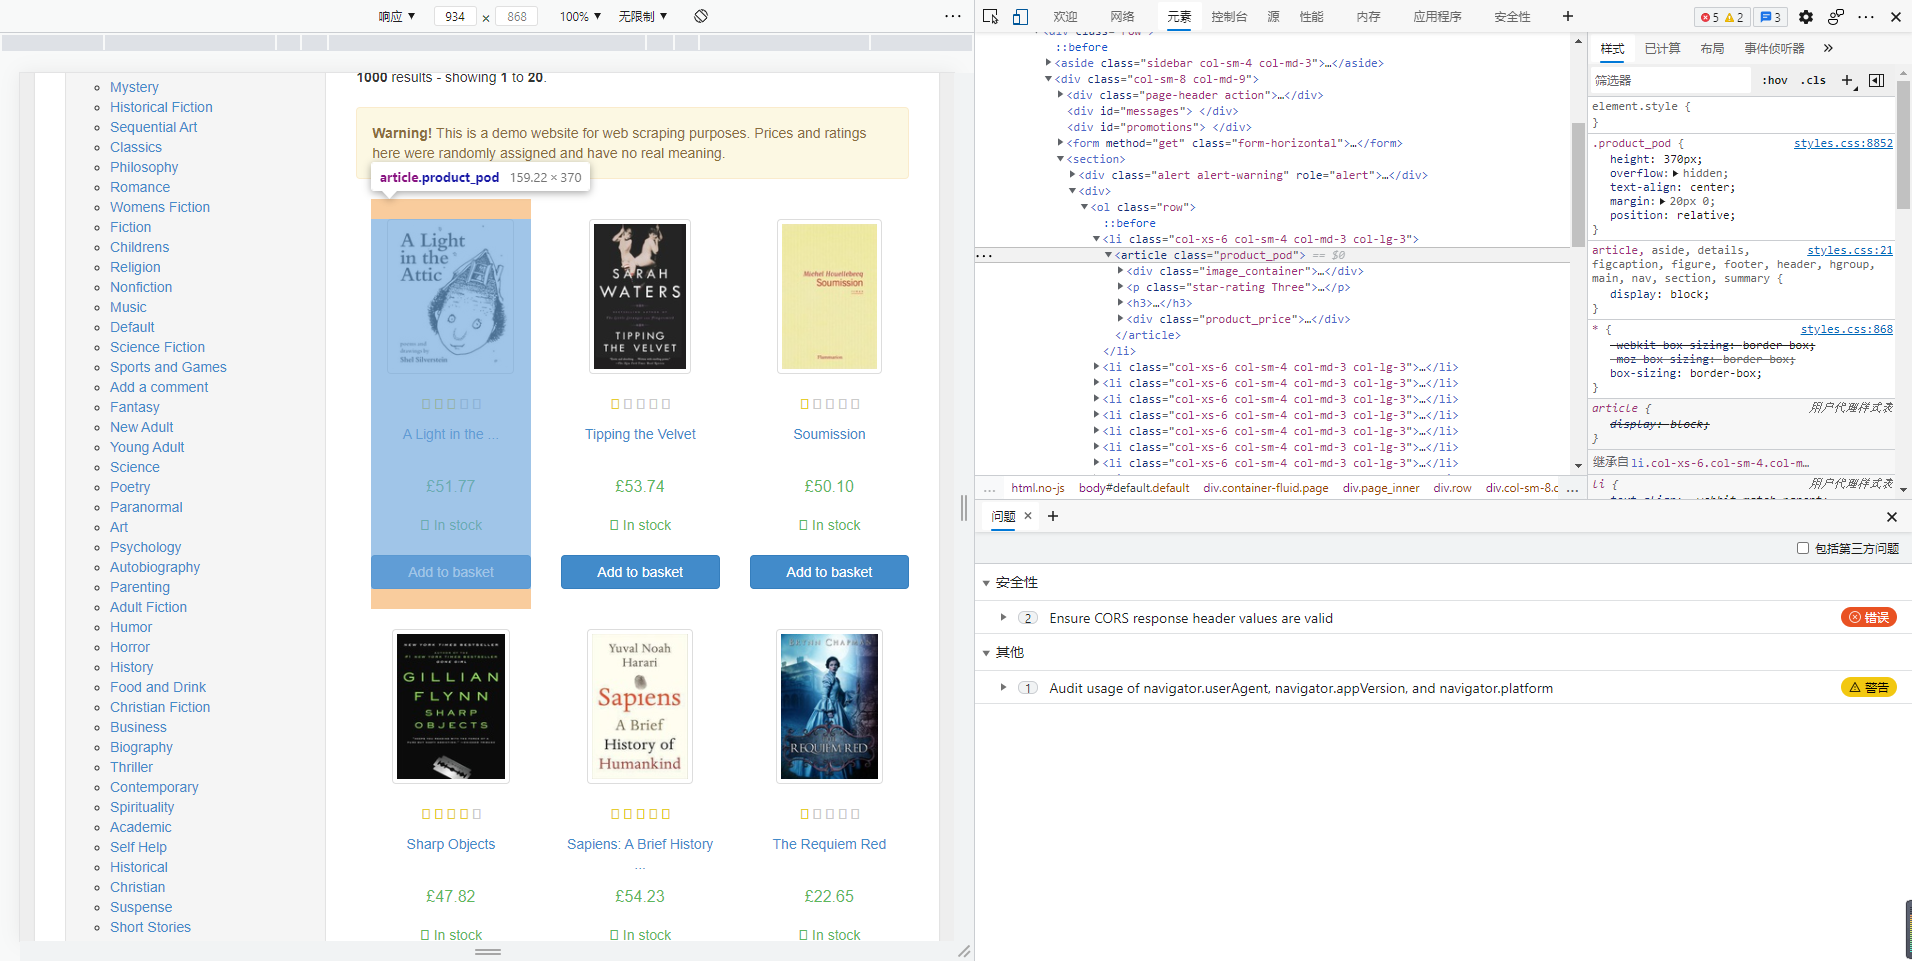 响应 ▼ 934 × 868 100% ▼ 无限制 ▼
1000 results - showing 1 to 20.
Warning! This is a demo website for web scraping purposes. Prices and ratings
here were randomly assigned and have no real meaning.
article.product_pod 159.22 × 370
Mystery
Historical Fiction
Sequential Art
Classics
Philosophy
Romance
Womens Fiction
Fiction
Childrens
Religion
Nonfiction
Music
Default
Science Fiction
Sports and Games
Add a comment
Fantasy
New Adult
Young Adult
Science
Poetry
Paranormal
Art
Psychology
Autobiography
Parenting
Adult Fiction
Humor
Horror
History
Food and Drink
Christian Fiction
Business
Biography
Thriller
Contemporary
Spirituality
Academic
Self Help
Historical
Christian
Suspense
Short Stories
A Light
in the
Attic
poems and
drawings by
Shel Silverstein
SARAH
WATERS
TIPPING
THE VELVET
Michel Houellebecq
Soumission
Flammarion
A Light in the ... Tipping the Velvet Soumission
£51.77 £53.74 £50.10
In stock In stock In stock
Add to basket Add to basket Add to basket
GILLIAN
FLYNN
SHARP
OBJECTS
Yuval Noah
Harari
Sapiens
A Brief
History of
Humankind
REQUIEM RED
Sharp Objects Sapiens: A Brief History The Requiem Red
...
£47.82 £54.23 £22.65
In stock In stock In stock
欢迎 网络 元素 控制台 源 性能 内存 应用程序 安全性 + 5 2 3
<div class="row">
::before
<aside class="sidebar col-sm-4 col-md-3">…</aside>
<div class="col-sm-8 col-md-9">
<div class="page-header action">…</div>
<div id="messages"> </div>
<div id="promotions"> </div>
<form method="get" class="form-horizontal">…</form>
<section>
<div class="alert alert-warning" role="alert">…</div>
<div>
<ol class="row">
::before
<li class="col-xs-6 col-sm-4 col-md-3 col-lg-3">
<article class="product_pod"> == $0
<div class="image_container">…</div>
<p class="star-rating Three">…</p>
<h3>…</h3>
<div class="product_price">…</div>
</article>
</li>
<li class="col-xs-6 col-sm-4 col-md-3 col-lg-3">…</li>
<li class="col-xs-6 col-sm-4 col-md-3 col-lg-3">…</li>
<li class="col-xs-6 col-sm-4 col-md-3 col-lg-3">…</li>
<li class="col-xs-6 col-sm-4 col-md-3 col-lg-3">…</li>
<li class="col-xs-6 col-sm-4 col-md-3 col-lg-3">…</li>
<li class="col-xs-6 col-sm-4 col-md-3 col-lg-3">…</li>
<li class="col-xs-6 col-sm-4 col-md-3 col-lg-3">…</li>
... html.no-js body#default.default div.container-fluid.page div.page_inner div.row div.col-sm-8.c ...
样式 已计算 布局 事件侦听器 »
筛选器 :hov .cls +
element.style {
}
.product_pod { styles.css:8852
height: 370px;
overflow: hidden;
text-align: center;
margin: 20px 0;
position: relative;
}
article, aside, details, styles.css:21
figcaption, figure, footer, header, hgroup,
main, nav, section, summary {
display: block;
}
* { styles.css:868
-webkit-box-sizing: border-box;
-moz-box-sizing: border-box;
box-sizing: border-box;
}
article { 用户代理样式表
display: block;
}
继承自 li.col-xs-6.col-sm-4.col-m…
li { 用户代理样式表
text-align: -webkit-match-parent;
问题 × +
包括第三方问题
安全性
2 Ensure CORS response header values are valid 错误
其他
1 Audit usage of navigator.userAgent, navigator.appVersion, and navigator.platform 警告